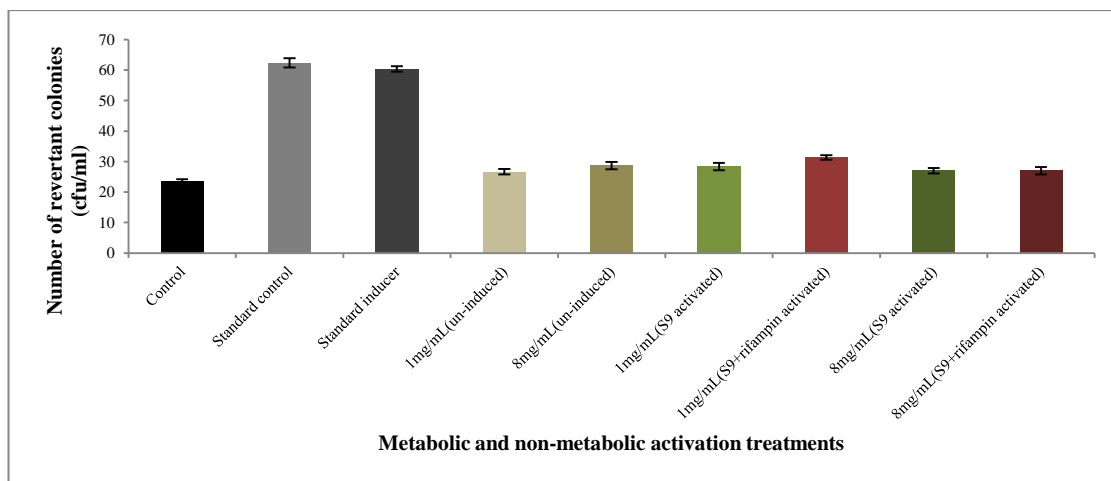 Number of revertant colonies
(cfu/ml)
70
60
50
40
30
20
10
0
Control
Standard control
Standard inducer
1mg/mL(un-induced)
8mg/mL(un-induced)
1mg/mL(S9 activated)
1mg/mL(S9+rifampin activated)
8mg/mL(S9 activated)
8mg/mL(S9+rifampin activated)
Metabolic and non-metabolic activation treatments